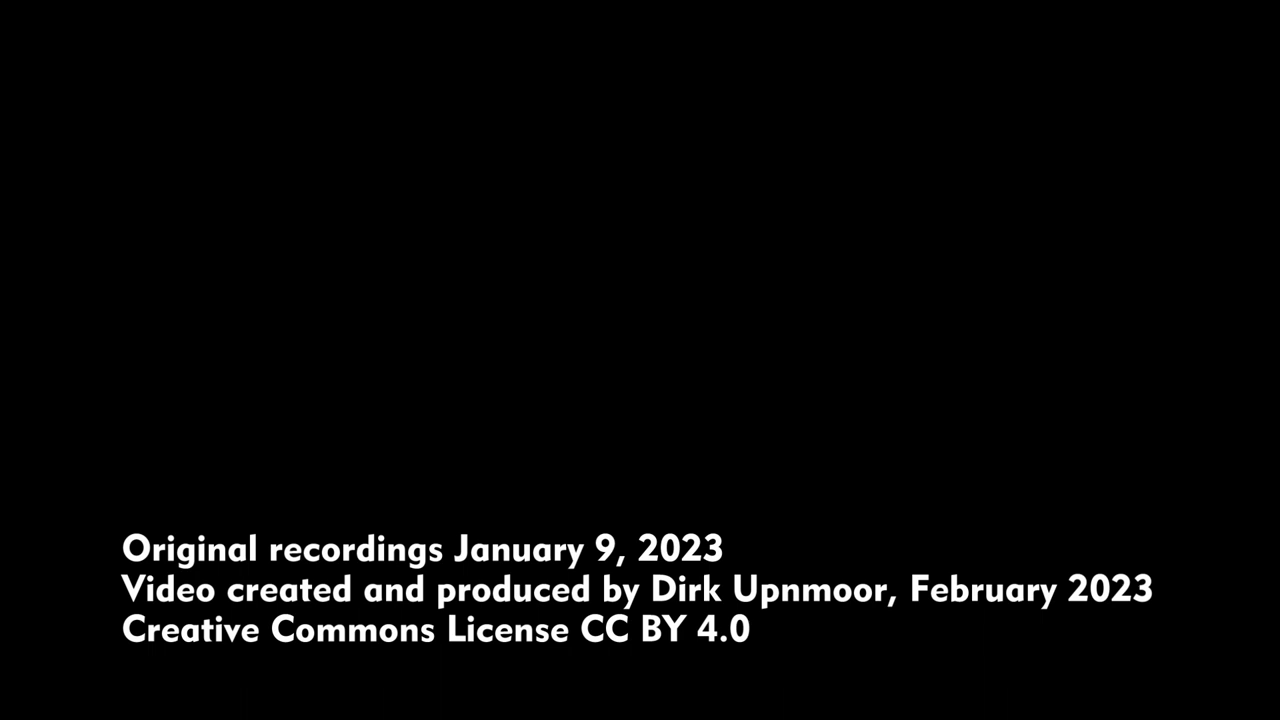 Original recordings January 9, 2023
Video created and produced by Dirk Upnmoor, February 2023
Creative Commons License CC BY 4.0